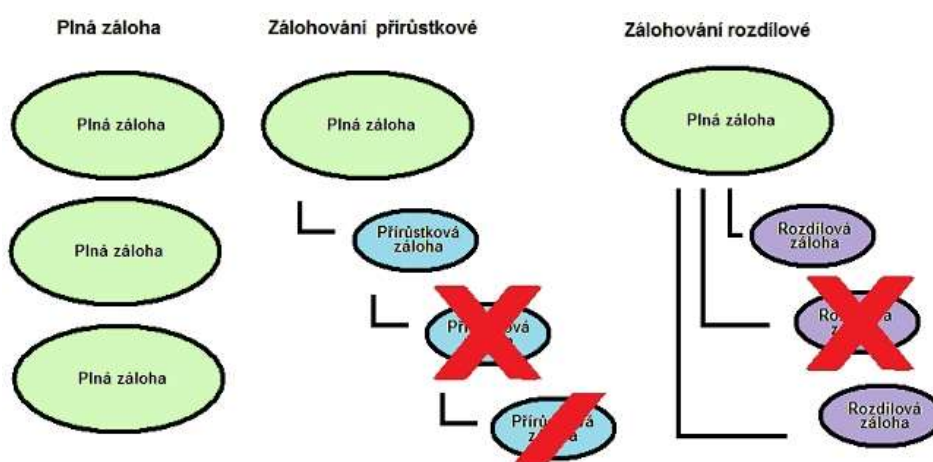 Plná záloha
Zálohování přirůstkové
Zálohování rozdílové
Plná záloha
Plná záloha
Plná záloha
Plná záloha
Přírůstková
záloha
Plná záloha
Rozdílová
záloha
Rozdílová
záloha